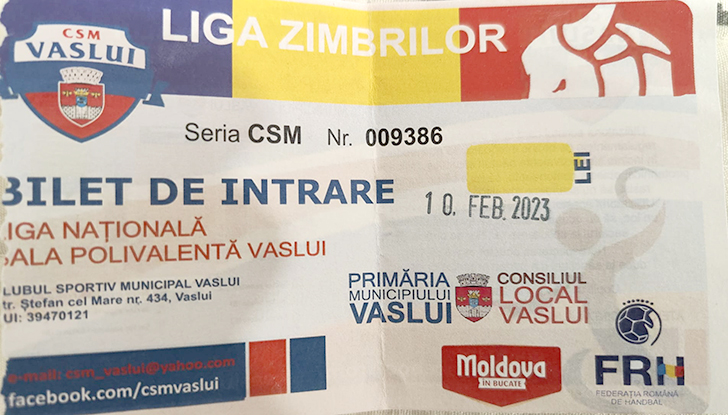 CSM
VASLUI
LIGA ZIMBRILOR
Seria CSM Nr. 009386
BILET DE INTRARE
LEI
10. FEB. 2023
LIGA NAȚIONALĂ
SALA POLIVALENTĂ VASLUI
CLUBUL SPORTIV MUNICIPAL VASLUI
tr. Ștefan cel Mare nr. 434, Vaslui
UI: 39470121
PRIMĂRIA
MUNICIPIULUI
VASLUI
CONSILIUL
LOCAL
VASLUI
e-mail: csm_vaslui@yahoo.com
facebook.com/csmvaslui
Moldova
ÎN BUCATE
FRH
FEDERAȚIA ROMÂNĂ
DE HANDBAL